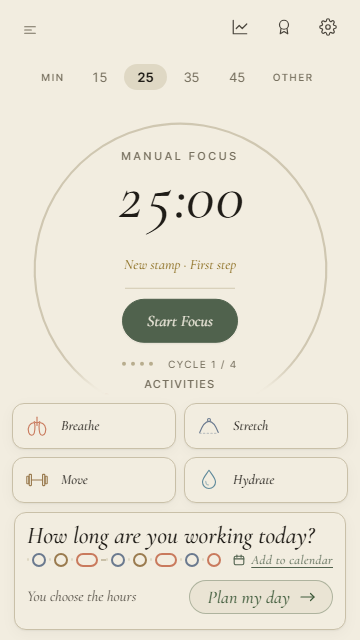 MIN 15 25 35 45 OTHER
MANUAL FOCUS
25:00
New stamp · First step
Start Focus
CYCLE 1 / 4
ACTIVITIES
Breathe
Stretch
Move
Hydrate
How long are you working today?
Add to calendar
You choose the hours
Plan my day →